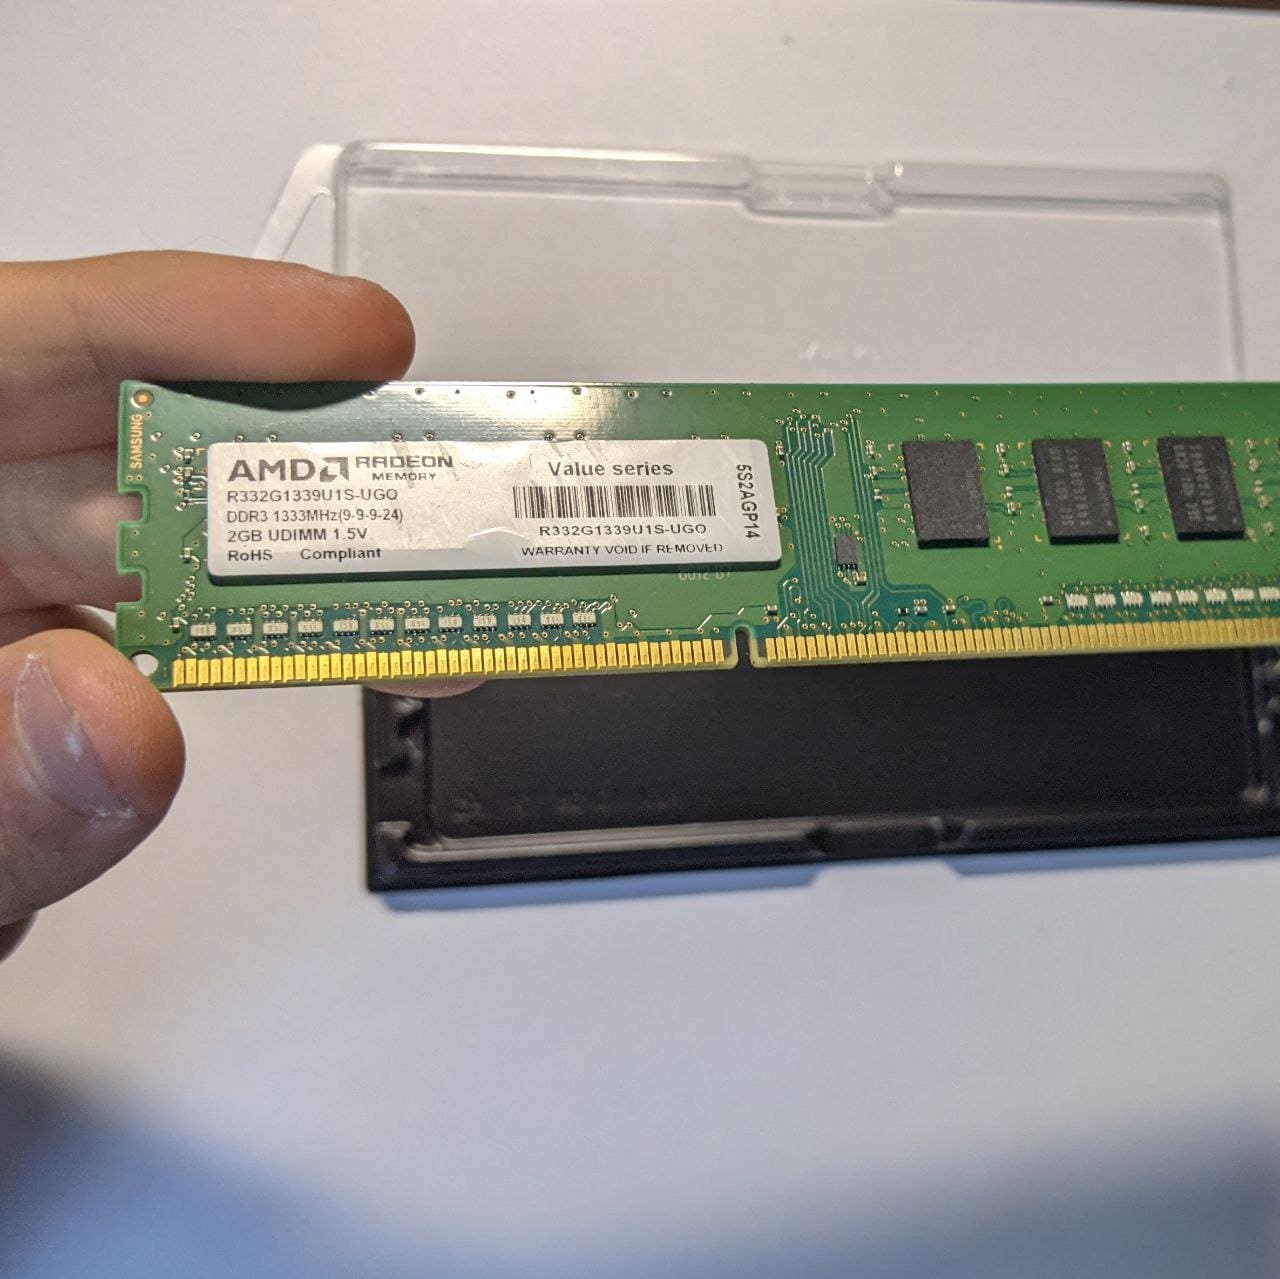 SAMSUNG
AMD RADEON
MEMORY
R332G1339U1S-UGO
DDR3 1333MHz(9-9-9-24)
2GB UDIMM 1.5V
RoHS Compliant
Value series
R332G1339U1S-UGO
WARRANTY VOID IF REMOVED
5S2AGP14